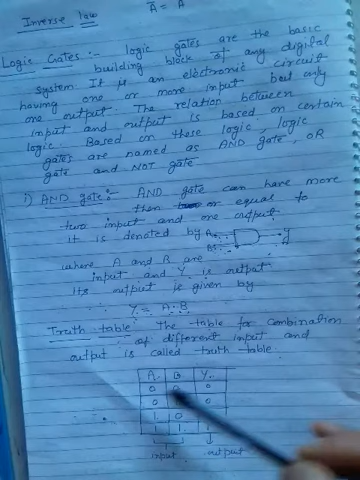 Inverse law A̿ = A
Logic Gates :- Logic gates are the basic
building block of any digital
system. It is an electronic circuit
having one or more input but only
one output. The relation between
input and output is based on certain
logic. Based on these logic, logic
gates are named as AND gate, OR
gate and NOT gate
i) AND gate :- AND gate can have more
then or equal to
two input and one output
It is denoted by A B y
where A and B are
input and Y is output
Its output is given by
Y = A.B
Truth table The table for combination
of different input and
output is called truth table
A B Y
0 0 0
0 0
1 0
1 1 1
input output